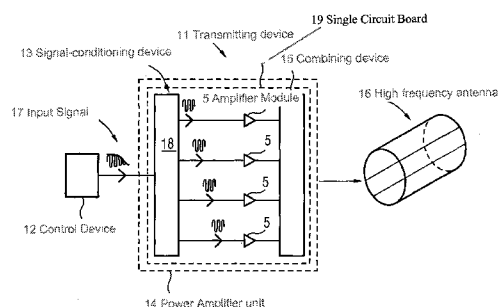 19 Single Circuit Board
11 Transmitting device
13 Signal-conditioning device
15 Combining device
16 High frequency antenna
5 Amplifier Module
17 Input Signal
18
5
5
5
12 Control Device
14 Power Amplifier unit